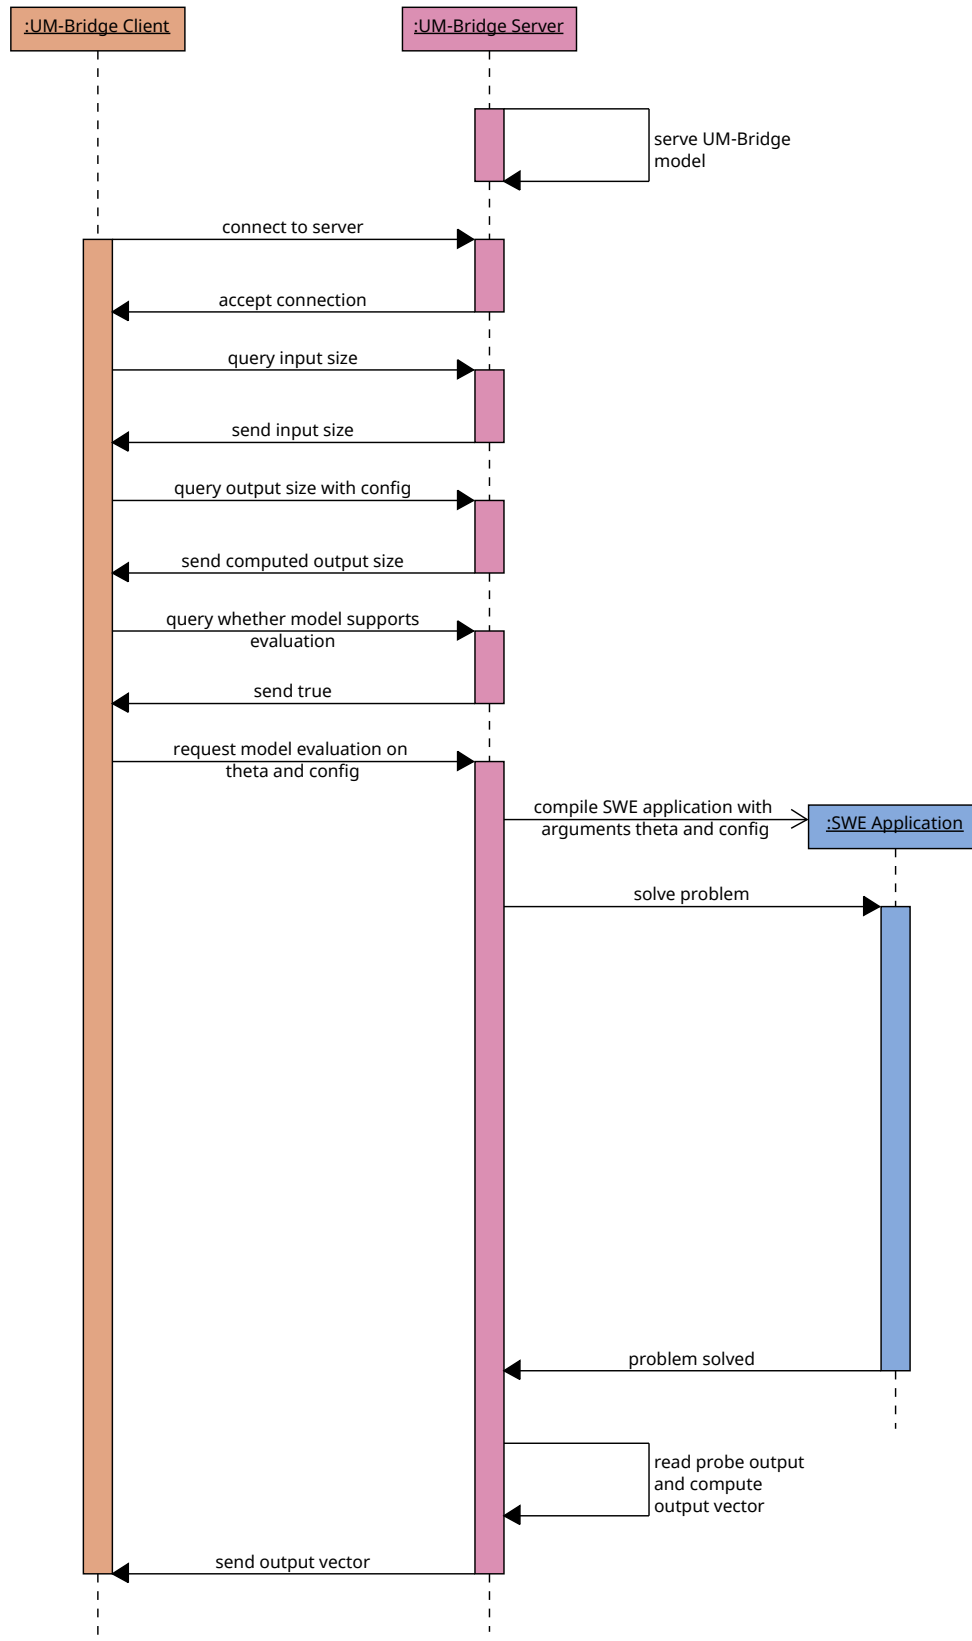 :UM-Bridge Client
:UM-Bridge Server
serve UM-Bridge
model
connect to server
accept connection
query input size
send input size
query output size with config
send computed output size
query whether model supports
evaluation
send true
request model evaluation on
theta and config
compile SWE application with
arguments theta and config
:SWE Application
solve problem
problem solved
read probe output
and compute
output vector
send output vector